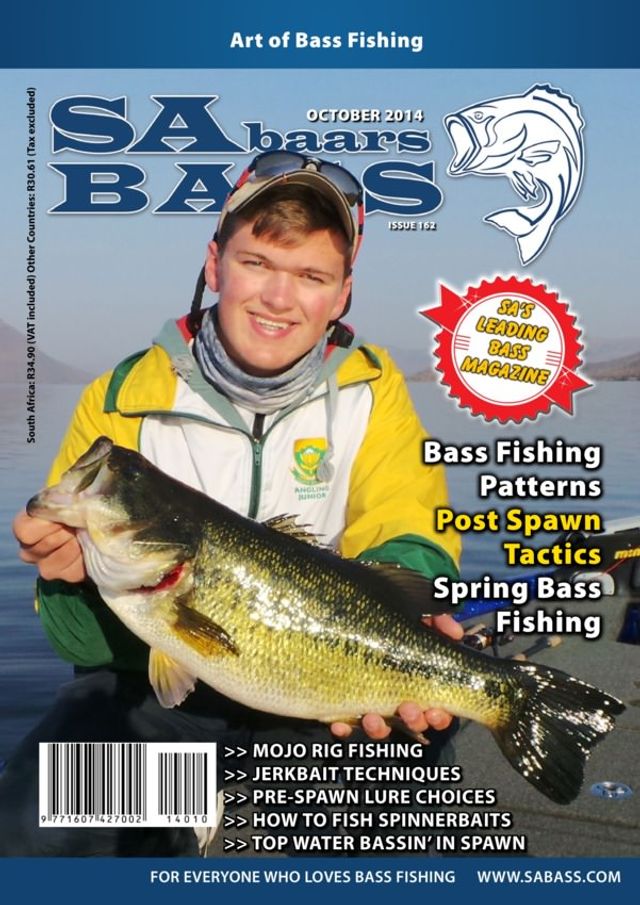 Art of Bass Fishing
OCTOBER 2014
SA baars
BASS
ISSUE 162
South Africa: R34.90 (VAT included) Other Countries: R30.61 (Tax excluded)
SA'S
LEADING
BASS
MAGAZINE
ANGLING
JUNIOR
Bass Fishing
Patterns
Post Spawn
Tactics
Spring Bass
Fishing
>> MOJO RIG FISHING
>> JERKBAIT TECHNIQUES
>> PRE-SPAWN LURE CHOICES
>> HOW TO FISH SPINNERBAITS
>> TOP WATER BASSIN' IN SPAWN
9 771607 427002
14010
FOR EVERYONE WHO LOVES BASS FISHING WWW.SABASS.COM